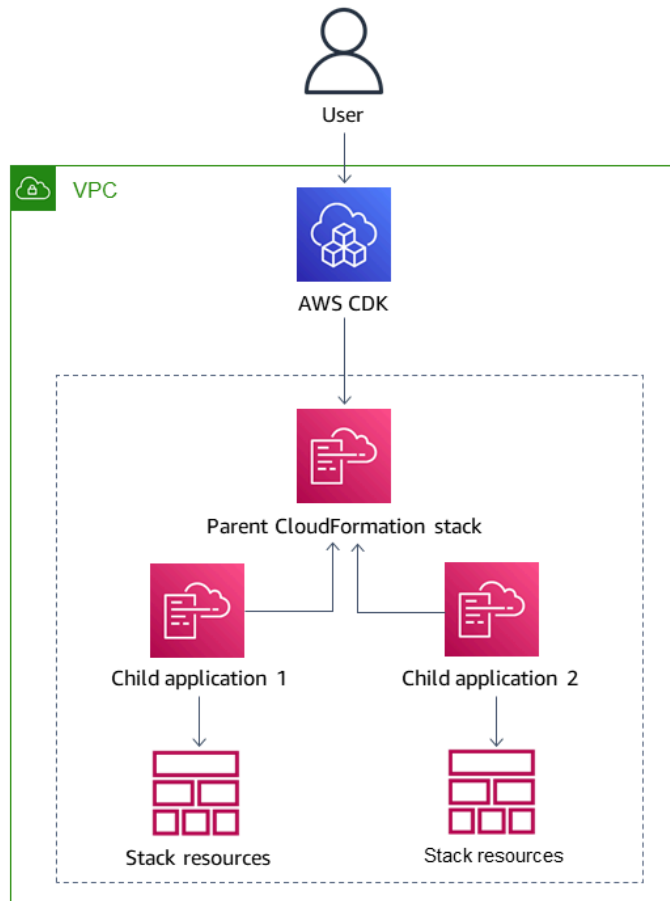 User
VPC
AWS CDK
Parent CloudFormation stack
Child application 1
Child application 2
Stack resources
Stack resources